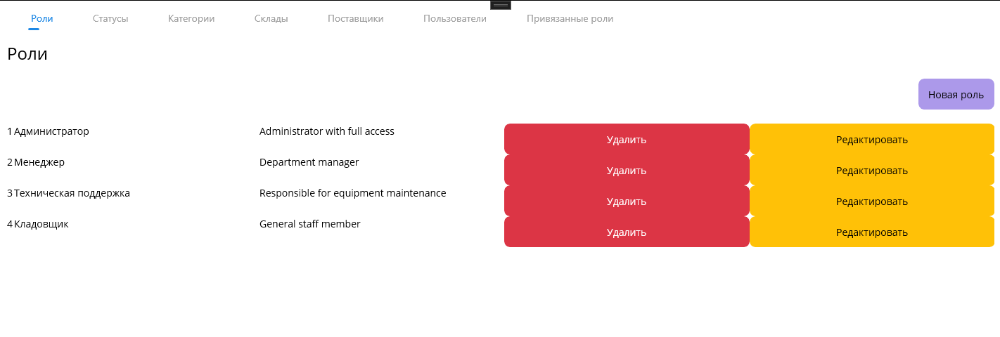 Роли Статусы Категории Склады Поставщики Пользователи Привязанные роли
Роли
Новая роль
1 Администратор Administrator with full access Удалить Редактировать
2 Менеджер Department manager Удалить Редактировать
3 Техническая поддержка Responsible for equipment maintenance Удалить Редактировать
4 Кладовщик General staff member Удалить Редактировать